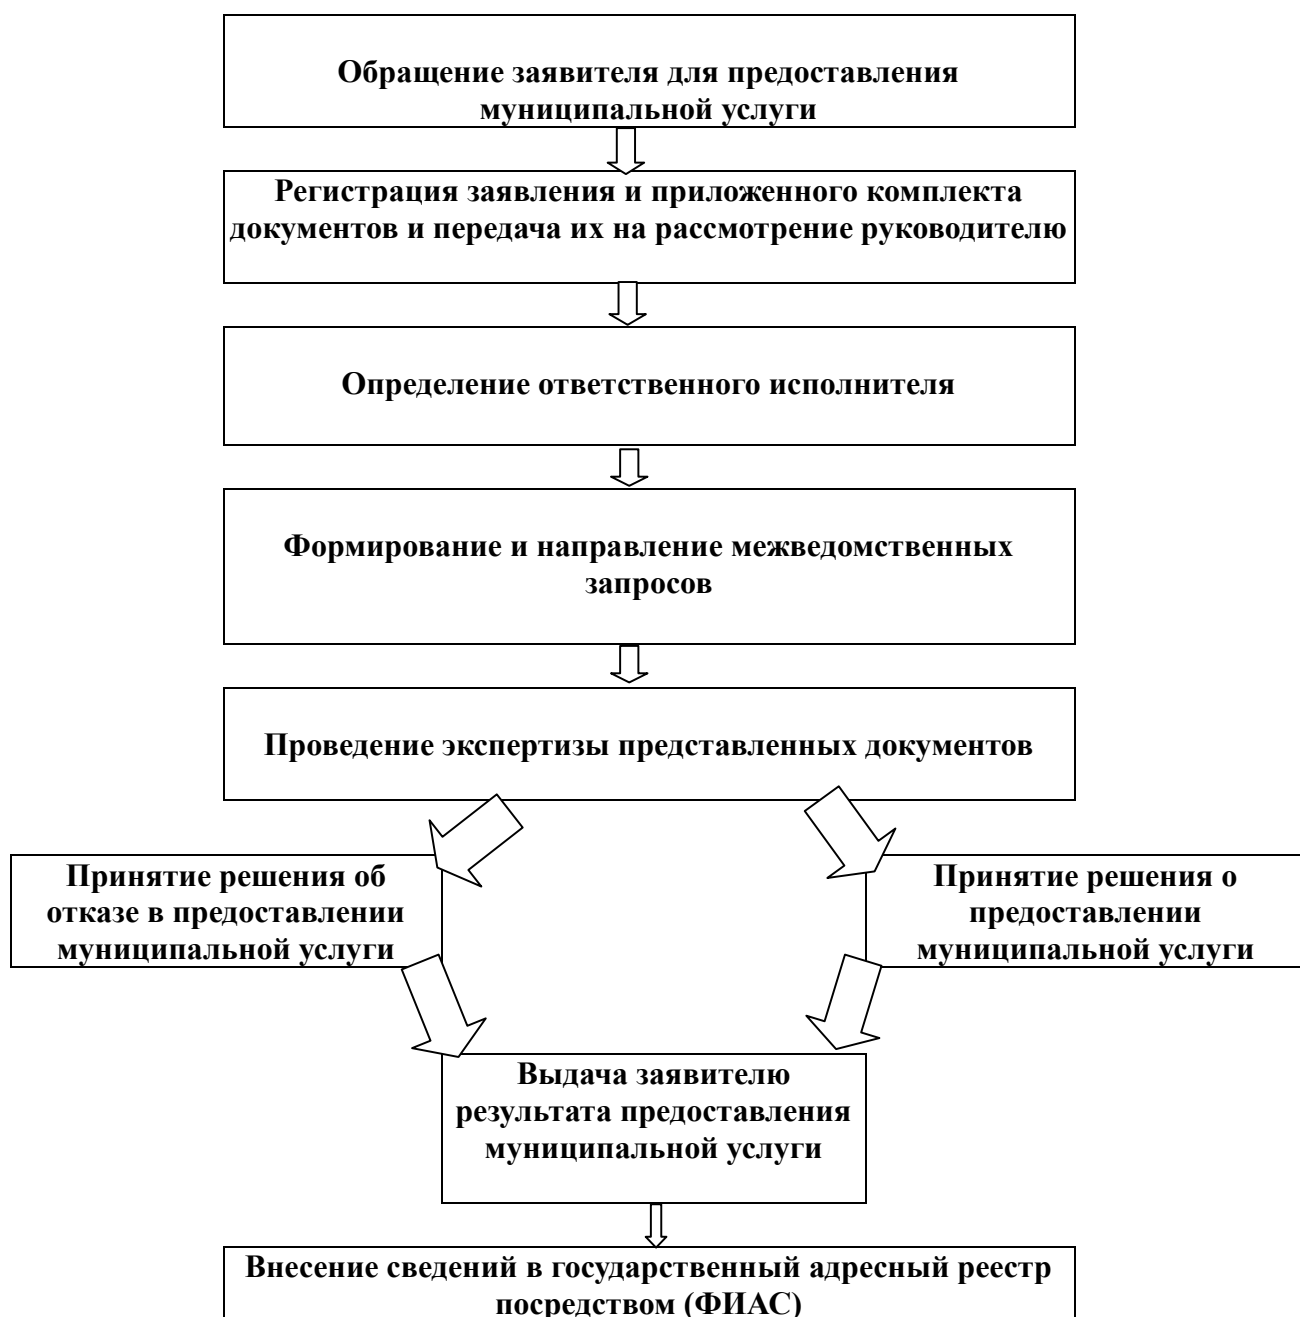 Обращение заявителя для предоставления
муниципальной услуги
Регистрация заявления и приложенного комплекта
документов и передача их на рассмотрение руководителю
Определение ответственного исполнителя
Формирование и направление межведомственных
запросов
Проведение экспертизы представленных документов
Принятие решения об
отказе в предоставлении
муниципальной услуги
Принятие решения о
предоставлении
муниципальной услуги
Выдача заявителю
результата предоставления
муниципальной услуги
Внесение сведений в государственный адресный реестр
посредством (ФИАС)